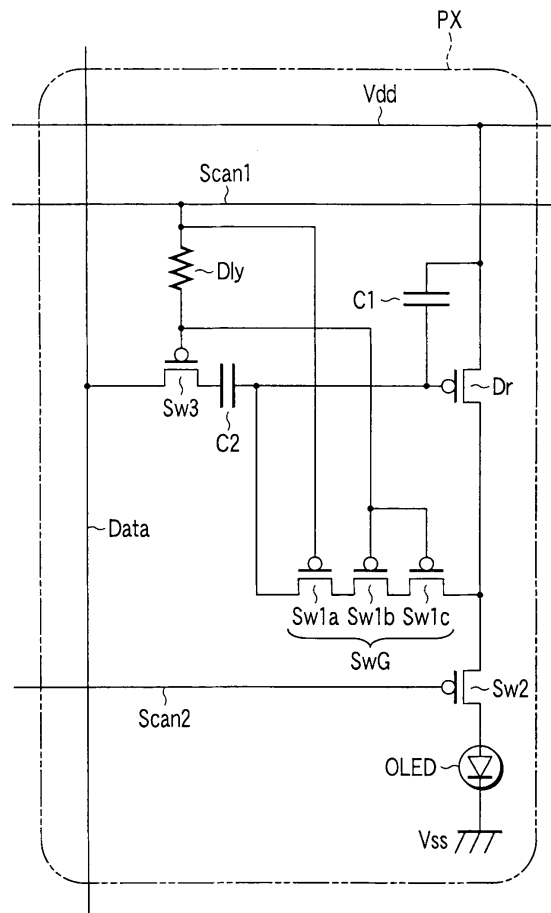 PX
Vdd
Scan1
Dly
C1
Sw3
C2
Dr
Data
Sw1a Sw1b Sw1c
SwG
Scan2
Sw2
OLED
Vss